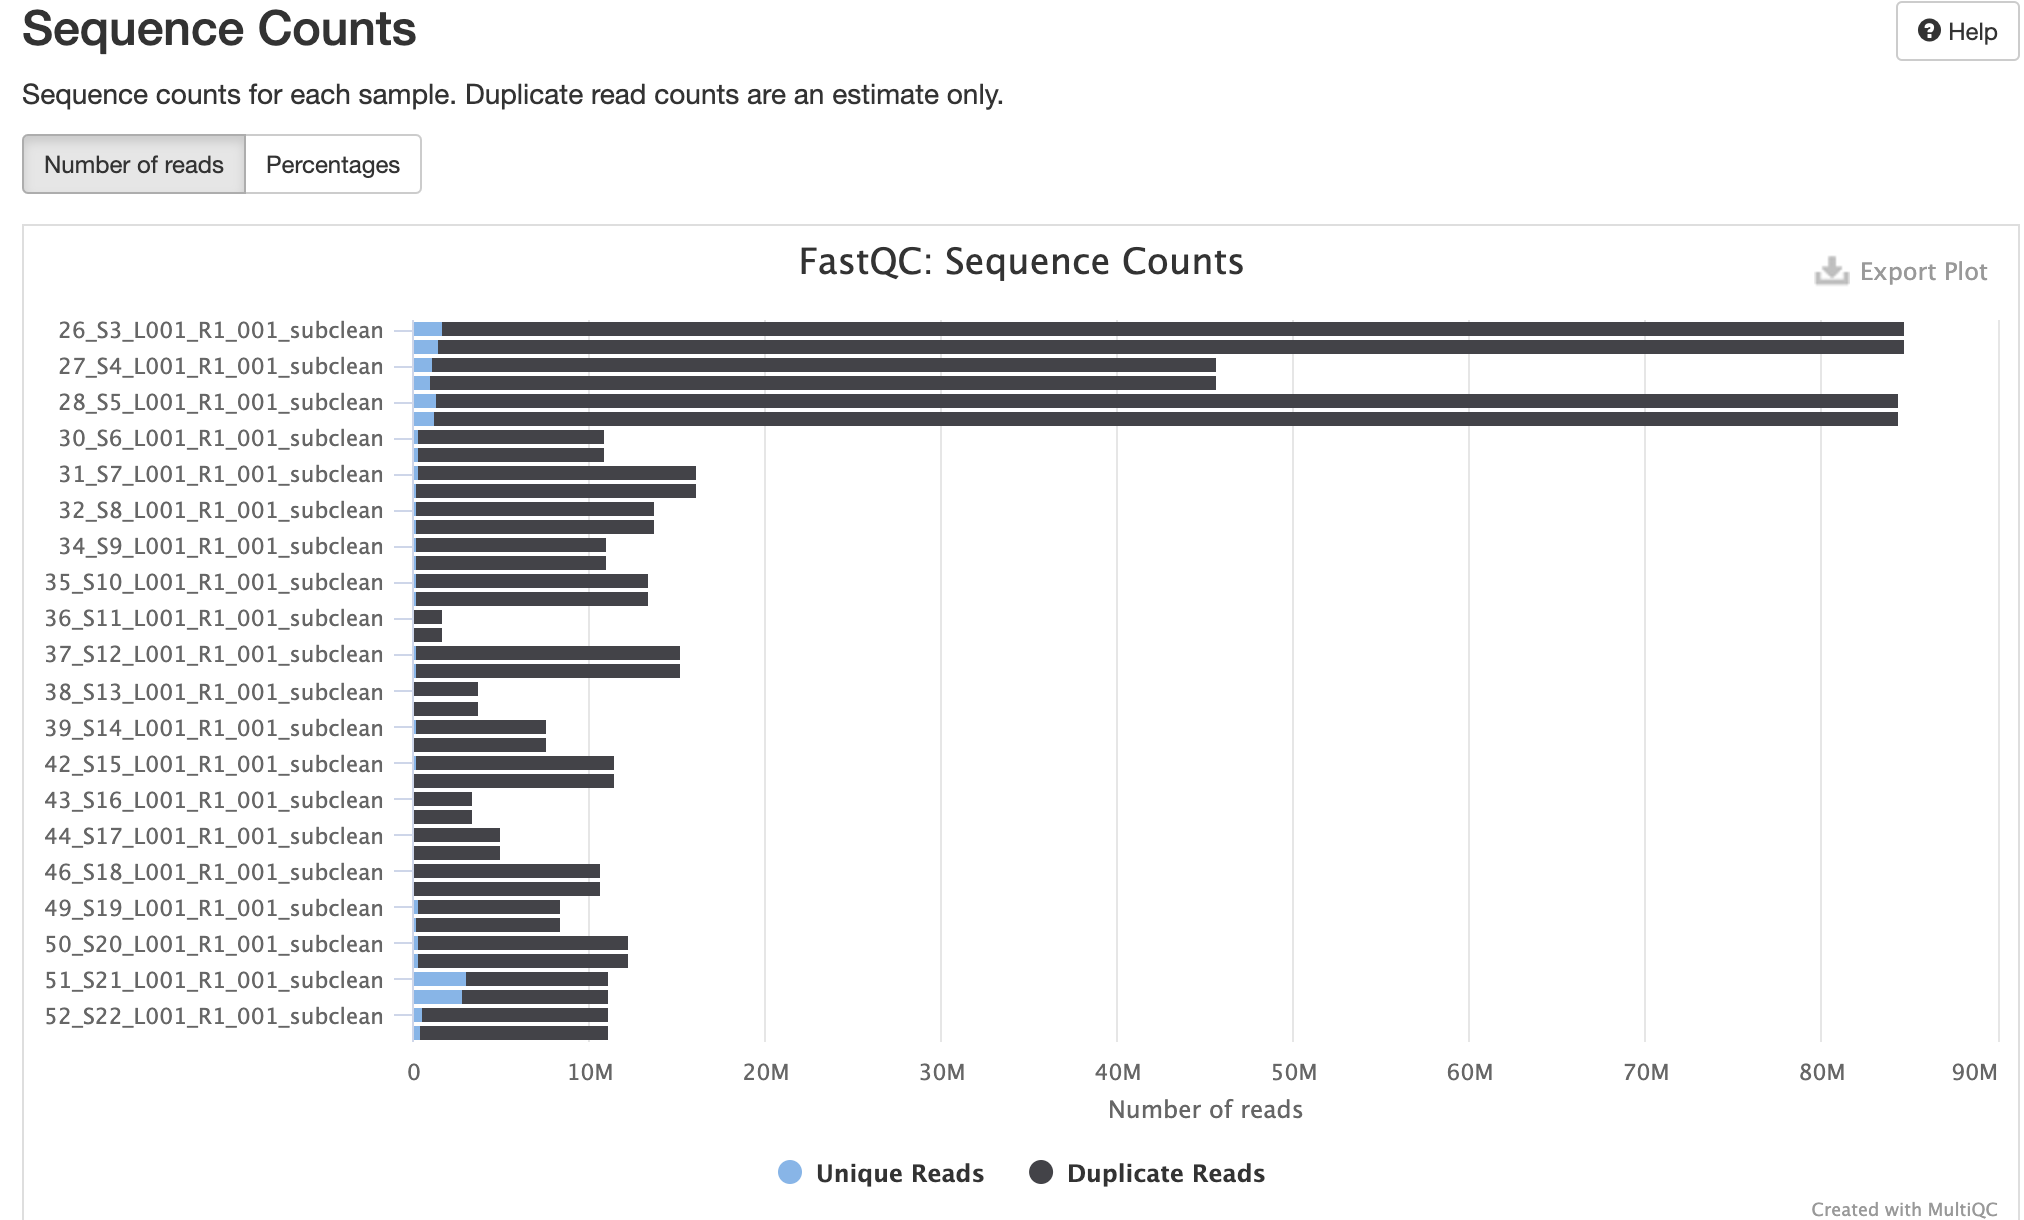 Sequence Counts
Help
Sequence counts for each sample. Duplicate read counts are an estimate only.
Number of reads
Percentages
FastQC: Sequence Counts
Export Plot
26_S3_L001_R1_001_subclean
27_S4_L001_R1_001_subclean
28_S5_L001_R1_001_subclean
30_S6_L001_R1_001_subclean
31_S7_L001_R1_001_subclean
32_S8_L001_R1_001_subclean
34_S9_L001_R1_001_subclean
35_S10_L001_R1_001_subclean
36_S11_L001_R1_001_subclean
37_S12_L001_R1_001_subclean
38_S13_L001_R1_001_subclean
39_S14_L001_R1_001_subclean
42_S15_L001_R1_001_subclean
43_S16_L001_R1_001_subclean
44_S17_L001_R1_001_subclean
46_S18_L001_R1_001_subclean
49_S19_L001_R1_001_subclean
50_S20_L001_R1_001_subclean
51_S21_L001_R1_001_subclean
52_S22_L001_R1_001_subclean
0 10M 20M 30M 40M 50M 60M 70M 80M 90M
Number of reads
Unique Reads Duplicate Reads
Created with MultiQC